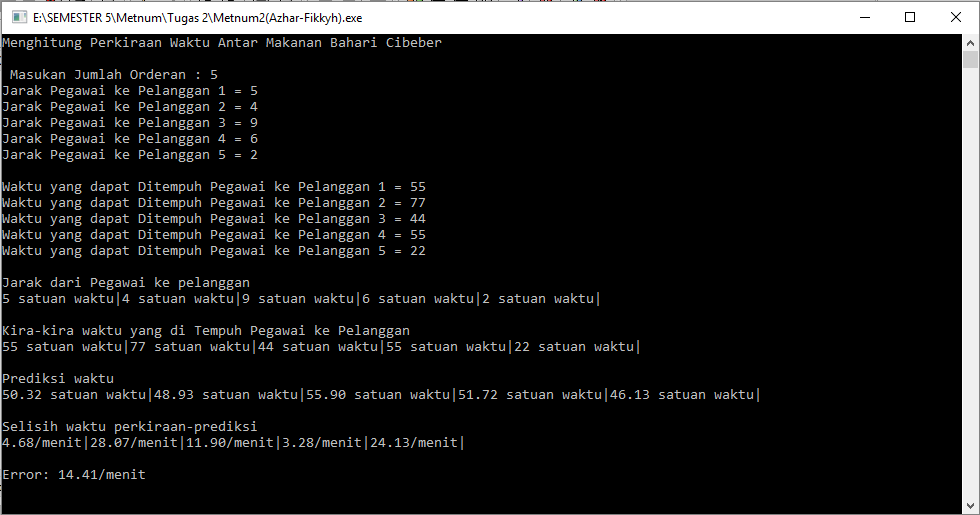 E:\SEMESTER 5\Metnum\Tugas 2\Metnum2(Azhar-Fikkyh).exe
Menghitung Perkiraan Waktu Antar Makanan Bahari Cibeber
Masukan Jumlah Orderan : 5
Jarak Pegawai ke Pelanggan 1 = 5
Jarak Pegawai ke Pelanggan 2 = 4
Jarak Pegawai ke Pelanggan 3 = 9
Jarak Pegawai ke Pelanggan 4 = 6
Jarak Pegawai ke Pelanggan 5 = 2
Waktu yang dapat Ditempuh Pegawai ke Pelanggan 1 = 55
Waktu yang dapat Ditempuh Pegawai ke Pelanggan 2 = 77
Waktu yang dapat Ditempuh Pegawai ke Pelanggan 3 = 44
Waktu yang dapat Ditempuh Pegawai ke Pelanggan 4 = 55
Waktu yang dapat Ditempuh Pegawai ke Pelanggan 5 = 22
Jarak dari Pegawai ke pelanggan
5 satuan waktu|4 satuan waktu|9 satuan waktu|6 satuan waktu|2 satuan waktu|
Kira-kira waktu yang di Tempuh Pegawai ke Pelanggan
55 satuan waktu|77 satuan waktu|44 satuan waktu|55 satuan waktu|22 satuan waktu|
Prediksi waktu
50.32 satuan waktu|48.93 satuan waktu|55.90 satuan waktu|51.72 satuan waktu|46.13 satuan waktu|
Selisih waktu perkiraan-prediksi
4.68/menit|28.07/menit|11.90/menit|3.28/menit|24.13/menit|
Error: 14.41/menit